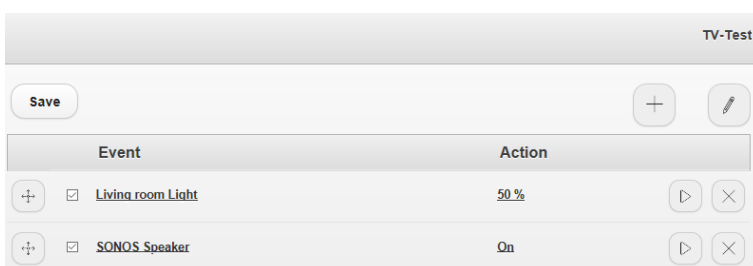 TV-Test
Save
Event Action
Living room Light 50 %
SONOS Speaker On